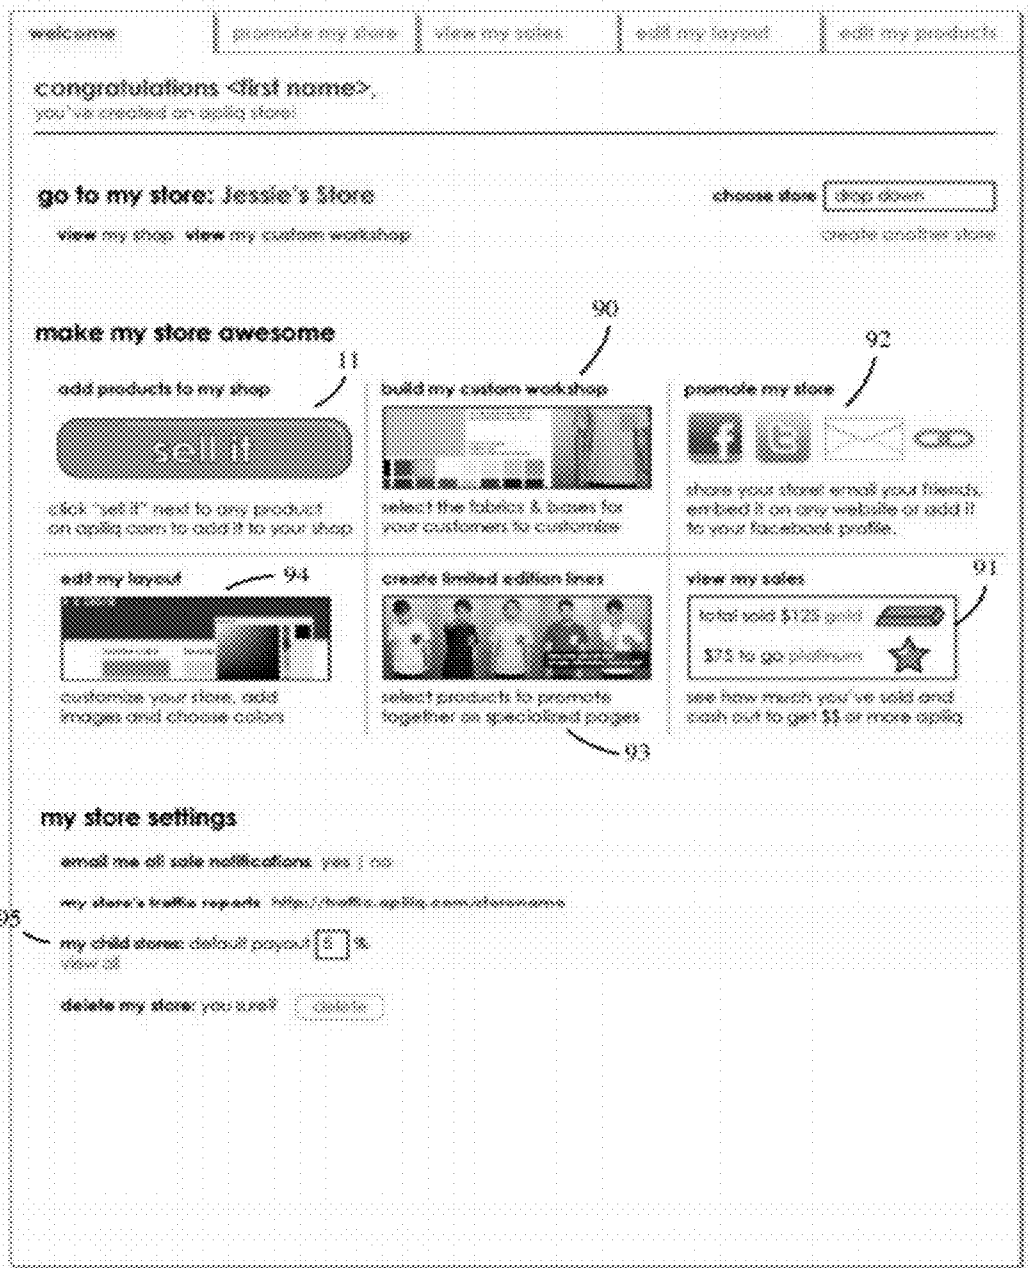 welcome
promote my store
view my sales
edit my layout
edit my products
congratulations <first name>,
you've created an apliiq store!
go to my store: Jessie's Store
choose store drop down
view my shop view my custom workshop
create another store
make my store awesome
11
90
92
add products to my shop
build my custom workshop
promote my store
sell it
click "sell it" next to any product
on apliiq.com to add it to your shop
select the fabrics & bases for
your customers to customize
share your store! email your friends,
embed it on any website or add it
to your facebook profile.
edit my layout
94
create limited edition lines
view my sales
91
total sold $125 gold
$75 to go platinum
customize your store, add
images and choose colors
select products to promote
together on specialized pages
see how much you've sold and
cash out to get $$ or more apliiq
93
my store settings
email me all sale notifications yes | no
my store's traffic reports http://traffic.apliiq.com/storename
95
my child stores: default payout %
view all
delete my store: you sure? delete